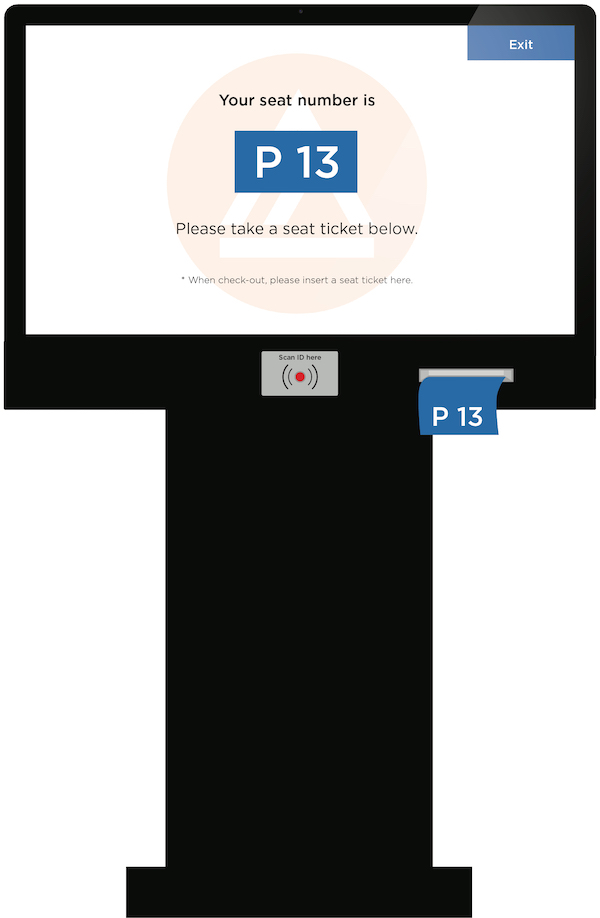 Exit
Your seat number is
P 13
Please take a seat ticket below.
* When check-out, please insert a seat ticket here.
Scan ID here
P 13